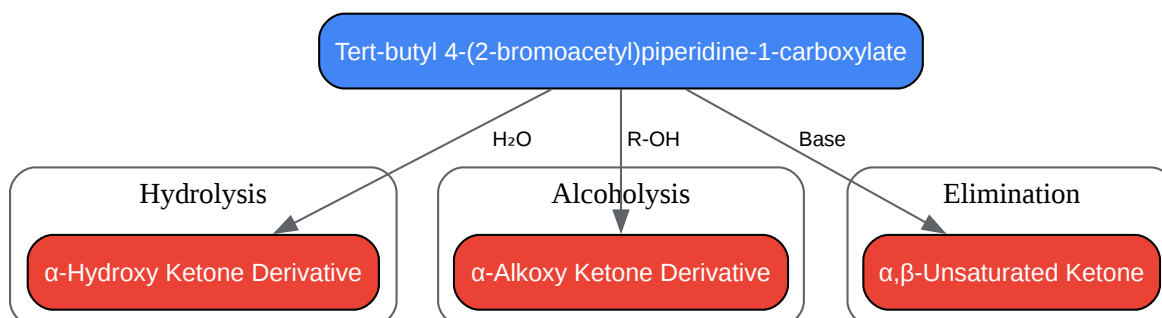 Tert-butyl 4-(2-bromoacetyl)piperidine-1-carboxylate
H₂O
R-OH
Base
Hydrolysis
Alcoholysis
Elimination
α-Hydroxy Ketone Derivative
α-Alkoxy Ketone Derivative
α,β-Unsaturated Ketone